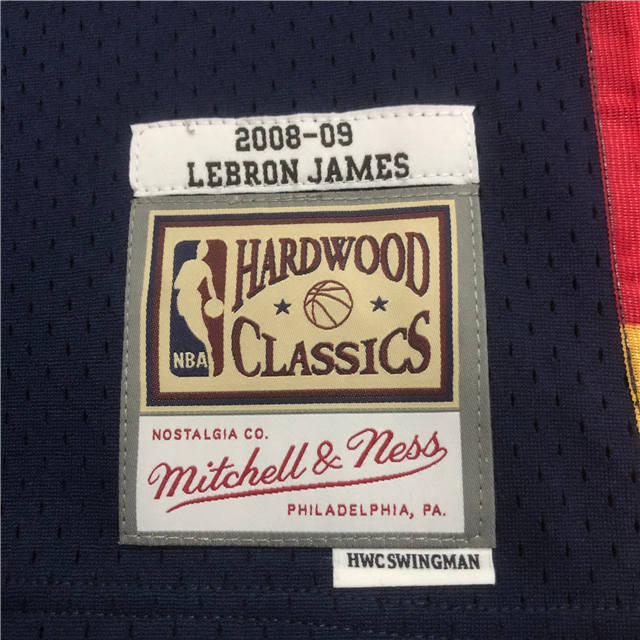 2008-09
LEBRON JAMES
HARDWOOD
CLASSICS
NBA
NOSTALGIA CO.
Mitchell & Ness
PHILADELPHIA, PA.
HWC SWINGMAN